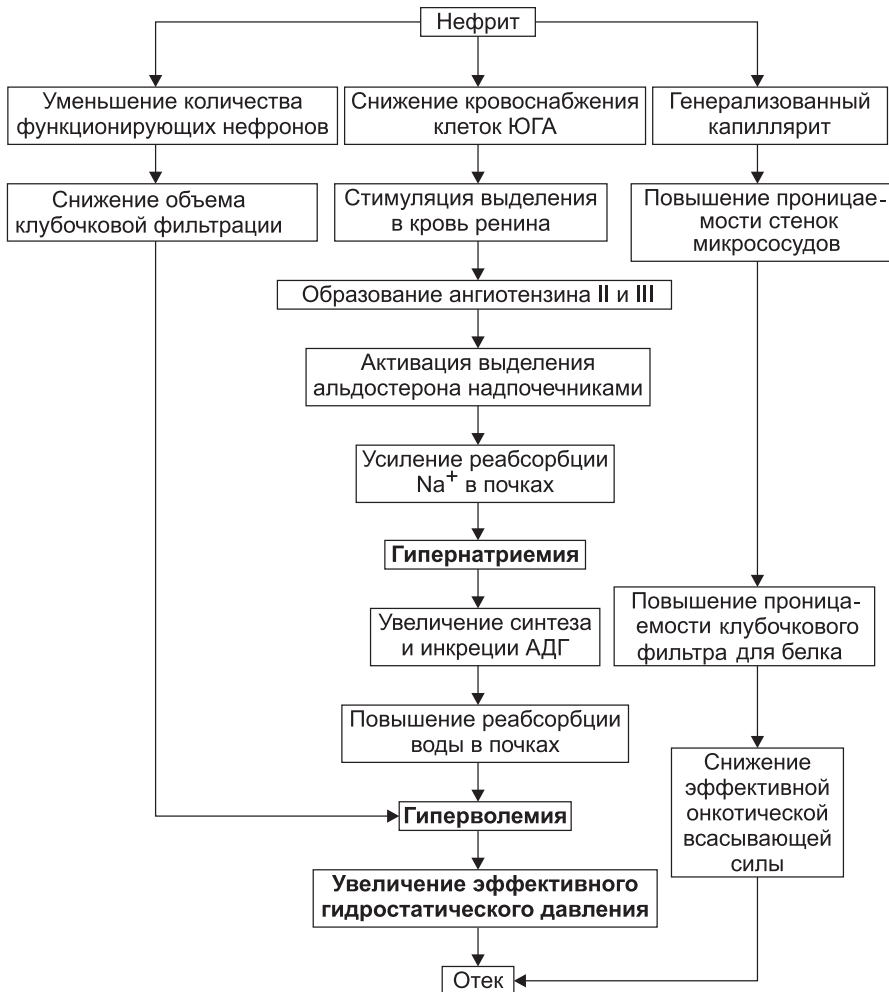 Нефрит
Уменьшение количества
функционирующих нефронов
Снижение объема
клубочковой фильтрации
Снижение кровоснабжения
клеток ЮГА
Стимуляция выделения
в кровь ренина
Образование ангиотензина II и III
Активация выделения
альдостерона надпочечниками
Усиление реабсорбции
Na⁺ в почках
Гипернатриемия
Увеличение синтеза
и инкреции АДГ
Повышение реабсорбции
воды в почках
Гиперволемия
Увеличение эффективного
гидростатического давления
Генерализованный
капиллярит
Повышение проницае-
мости стенок
микрососудов
Повышение проница-
емости клубочкового
фильтра для белка
Снижение
эффективной
онкотической
всасывающей
силы
Отек